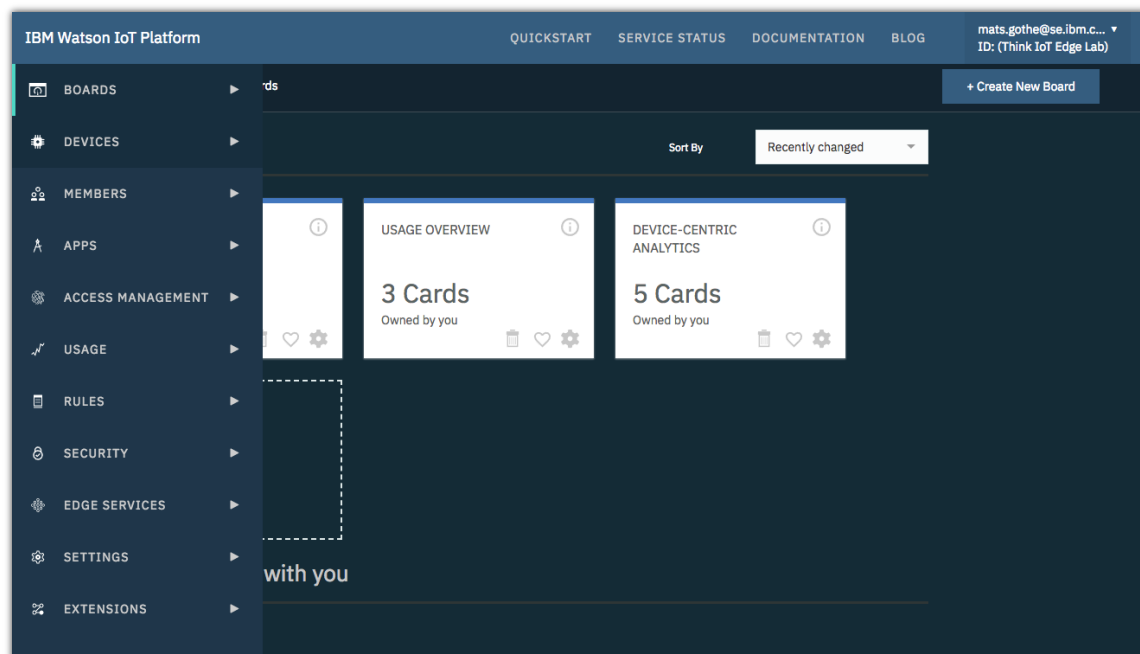 IBM Watson IoT Platform
QUICKSTART SERVICE STATUS DOCUMENTATION BLOG
mats.gothe@se.ibm.c...
ID: (Think IoT Edge Lab)
BOARDS
DEVICES
MEMBERS
APPS
ACCESS MANAGEMENT
USAGE
RULES
SECURITY
EDGE SERVICES
SETTINGS
EXTENSIONS
rds
+ Create New Board
Sort By
Recently changed
USAGE OVERVIEW
3 Cards
Owned by you
DEVICE-CENTRIC
ANALYTICS
5 Cards
Owned by you
with you